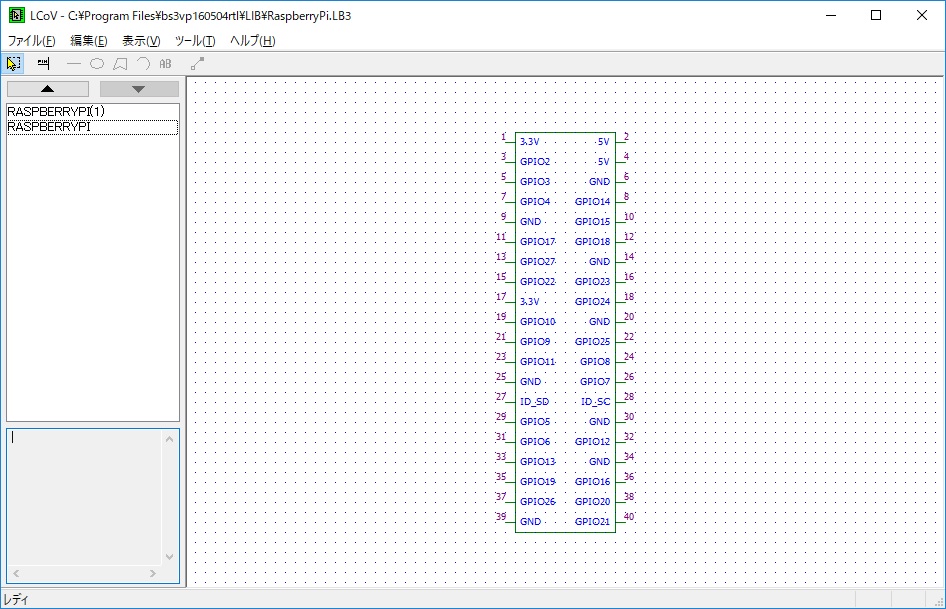 LCoV - C:¥Program Files¥bs3vp160504rtl¥LIB¥RaspberryPi.LB3
ファイル(F) 編集(E) 表示(V) ツール(T) ヘルプ(H)
PIN AB
RASPBERRYPI(1)
RASPBERRYPI
1 3.3V 5V 2
3 GPIO2 5V 4
5 GPIO3 GND 6
7 GPIO4 GPIO14 8
9 GND GPIO15 10
11 GPIO17 GPIO18 12
13 GPIO27 GND 14
15 GPIO22 GPIO23 16
17 3.3V GPIO24 18
19 GPIO10 GND 20
21 GPIO9 GPIO25 22
23 GPIO11 GPIO8 24
25 GND GPIO7 26
27 ID_SD ID_SC 28
29 GPIO5 GND 30
31 GPIO6 GPIO12 32
33 GPIO13 GND 34
35 GPIO19 GPIO16 36
37 GPIO26 GPIO20 38
39 GND GPIO21 40
レディ